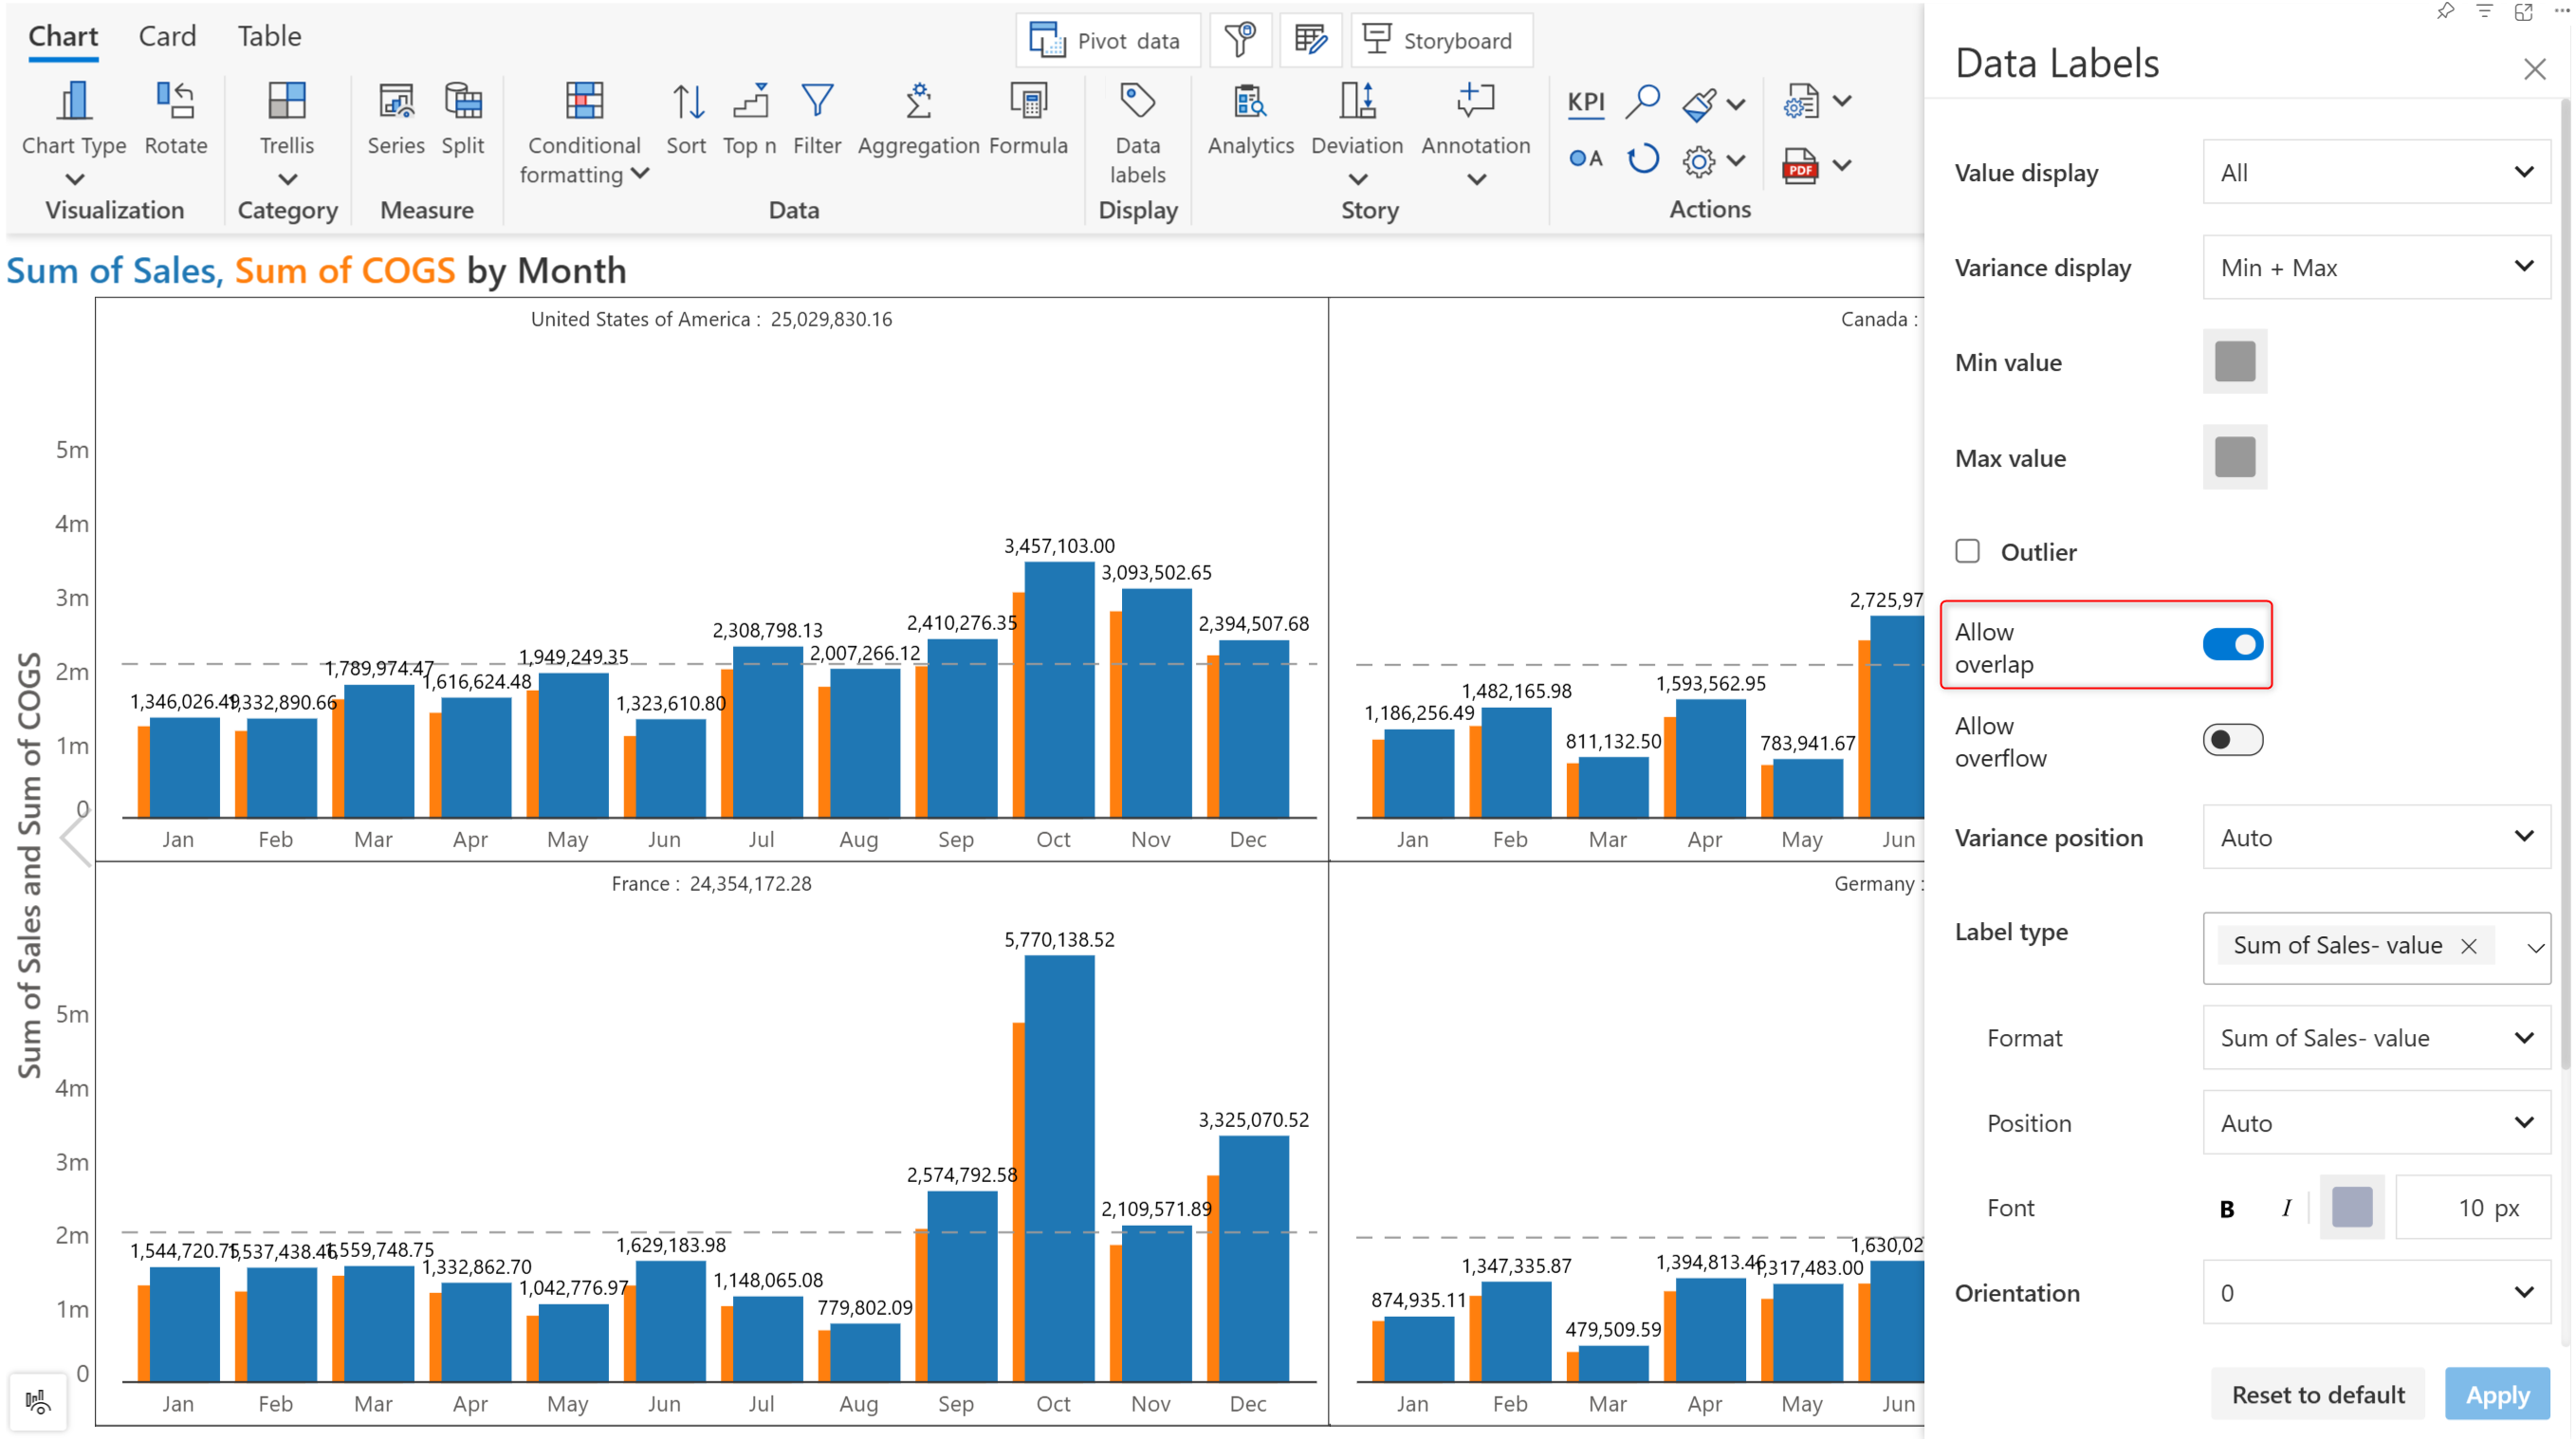 Chart Card Table
Pivot data Storyboard
Chart Type Rotate Trellis Series Split Conditional formatting Sort Top n Filter Aggregation Formula Data labels Analytics Deviation Annotation KPI
A PDF
Visualization Category Measure Data Display Story Actions
Sum of Sales, Sum of COGS by Month
Sum of Sales and Sum of COGS
United States of America : 25,029,830.16
5m
4m
3m
2m
1m
0
1,346,026.49 1,332,890.66 1,789,974.47 1,616,624.48 1,949,249.35 1,323,610.80 2,308,798.13 2,007,266.12 2,410,276.35 3,457,103.00 3,093,502.65 2,394,507.68
Jan Feb Mar Apr May Jun Jul Aug Sep Oct Nov Dec
Canada :
1,186,256.49 1,482,165.98 811,132.50 1,593,562.95 783,941.67 2,725,97
Jan Feb Mar Apr May Jun
France : 24,354,172.28
5m
4m
3m
2m
1m
0
1,544,720.75 1,537,438.46 1,559,748.75 1,332,862.70 1,042,776.97 1,629,183.98 1,148,065.08 779,802.09 2,574,792.58 5,770,138.52 2,109,571.89 3,325,070.52
Jan Feb Mar Apr May Jun Jul Aug Sep Oct Nov Dec
Germany :
874,935.11 1,347,335.87 479,509.59 1,394,813.46 1,317,483.00 1,630,02
Jan Feb Mar Apr May Jun
Data Labels
Value display All
Variance display Min + Max
Min value
Max value
Outlier
Allow
overlap
Allow
overflow
Variance position Auto
Label type Sum of Sales- value
Format Sum of Sales- value
Position Auto
Font B I 10 px
Orientation 0
Reset to default Apply